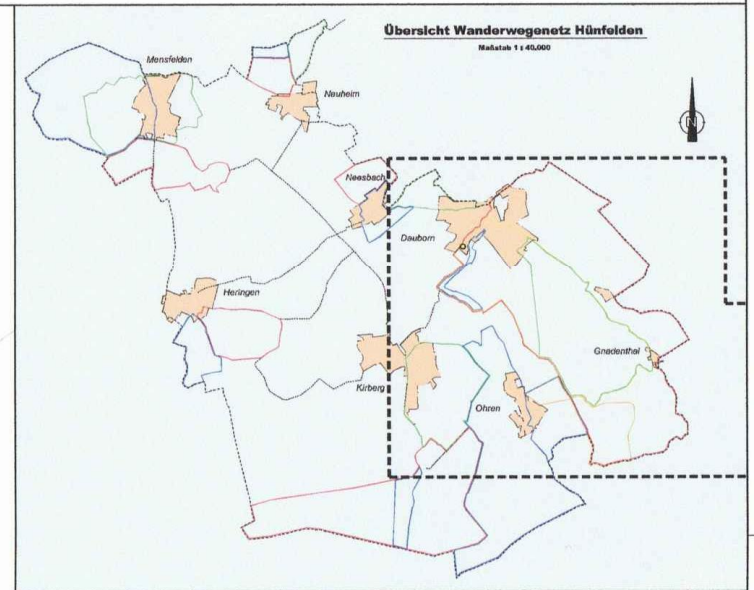 Übersicht Wanderwegenetz Hünfelden
Maßstab 1 : 40.000
Mensfelden
Neuheim
N
Neesbach
Dauborn
Heringen
Gnadenthal
Kirberg
Ohren